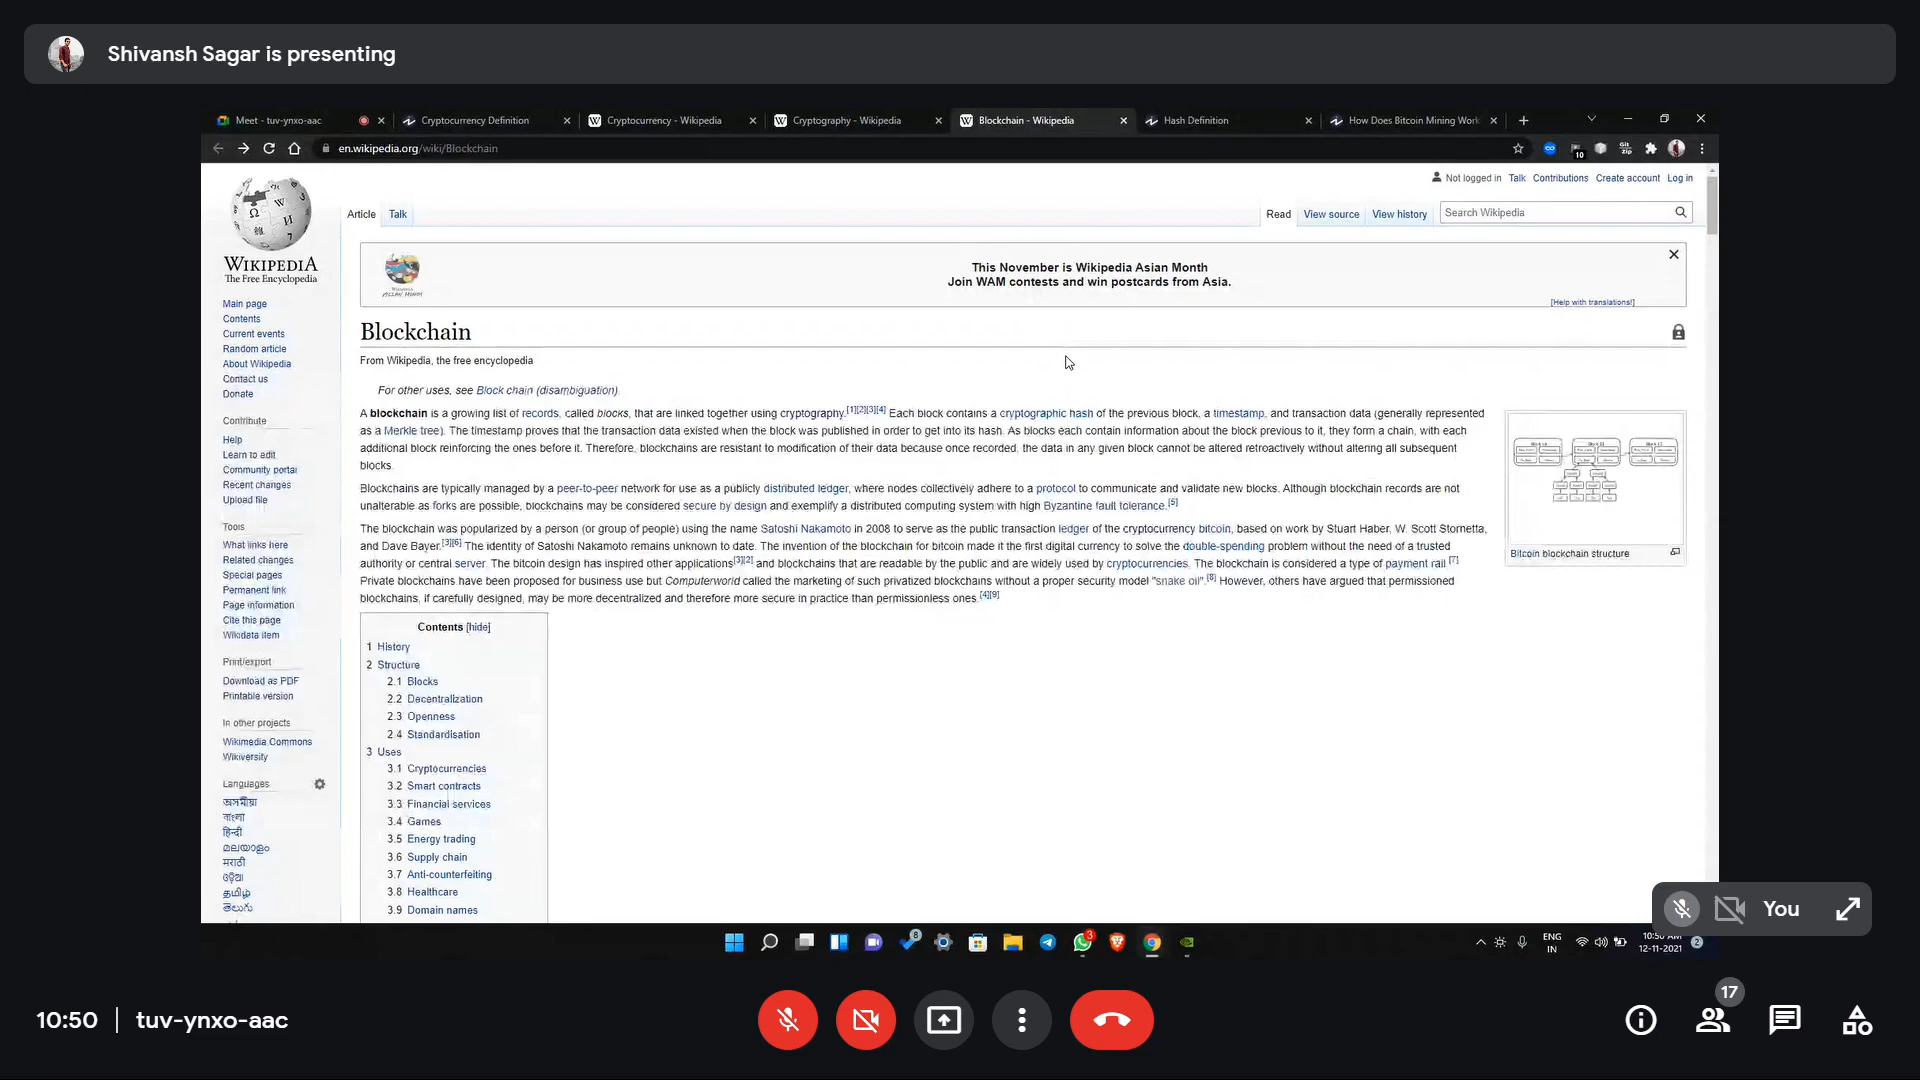 Shivansh Sagar is presenting
Meet - tuv-ynxo-aac
Cryptocurrency Definition
Cryptocurrency - Wikipedia
Cryptography - Wikipedia
Blockchain - Wikipedia
Hash Definition
How Does Bitcoin Mining Work
en.wikipedia.org/wiki/Blockchain
10
Git Zip
Not logged in Talk Contributions Create account Log in
Article Talk
Read View source View history
Search Wikipedia
WIKIPEDIA
The Free Encyclopedia
Main page
Contents
Current events
Random article
About Wikipedia
Contact us
Donate
Contribute
Help
Learn to edit
Community portal
Recent changes
Upload file
Tools
What links here
Related changes
Special pages
Permanent link
Page information
Cite this page
Wikidata item
Print/export
Download as PDF
Printable version
In other projects
Wikimedia Commons
Wikiversity
Languages
অসমীয়া
বাংলা
हिन्दी
മലയാളം
मराठी
ଓଡ଼ିଆ
தமிழ்
తెలుగు
This November is Wikipedia Asian Month
Join WAM contests and win postcards from Asia.
[Help with translations!]
Blockchain
From Wikipedia, the free encyclopedia
For other uses, see Block chain (disambiguation).
A blockchain is a growing list of records, called blocks, that are linked together using cryptography.[1][2][3][4] Each block contains a cryptographic hash of the previous block, a timestamp, and transaction data (generally represented
as a Merkle tree). The timestamp proves that the transaction data existed when the block was published in order to get into its hash. As blocks each contain information about the block previous to it, they form a chain, with each
additional block reinforcing the ones before it. Therefore, blockchains are resistant to modification of their data because once recorded, the data in any given block cannot be altered retroactively without altering all subsequent
blocks.
Blockchains are typically managed by a peer-to-peer network for use as a publicly distributed ledger, where nodes collectively adhere to a protocol to communicate and validate new blocks. Although blockchain records are not
unalterable as forks are possible, blockchains may be considered secure by design and exemplify a distributed computing system with high Byzantine fault tolerance.[5]
The blockchain was popularized by a person (or group of people) using the name Satoshi Nakamoto in 2008 to serve as the public transaction ledger of the cryptocurrency bitcoin, based on work by Stuart Haber, W. Scott Stornetta,
and Dave Bayer.[3][6] The identity of Satoshi Nakamoto remains unknown to date. The invention of the blockchain for bitcoin made it the first digital currency to solve the double-spending problem without the need of a trusted
authority or central server. The bitcoin design has inspired other applications[3][2] and blockchains that are readable by the public and are widely used by cryptocurrencies. The blockchain is considered a type of payment rail.[7]
Private blockchains have been proposed for business use but Computerworld called the marketing of such privatized blockchains without a proper security model "snake oil".[8] However, others have argued that permissioned
blockchains, if carefully designed, may be more decentralized and therefore more secure in practice than permissionless ones.[4][9]
Bitcoin blockchain structure
Contents [hide]
1 History
2 Structure
2.1 Blocks
2.2 Decentralization
2.3 Openness
2.4 Standardisation
3 Uses
3.1 Cryptocurrencies
3.2 Smart contracts
3.3 Financial services
3.4 Games
3.5 Energy trading
3.6 Supply chain
3.7 Anti-counterfeiting
3.8 Healthcare
3.9 Domain names
You
8
3
ENG
IN
10:50 AM
12-11-2021
2
10:50 | tuv-ynxo-aac
17